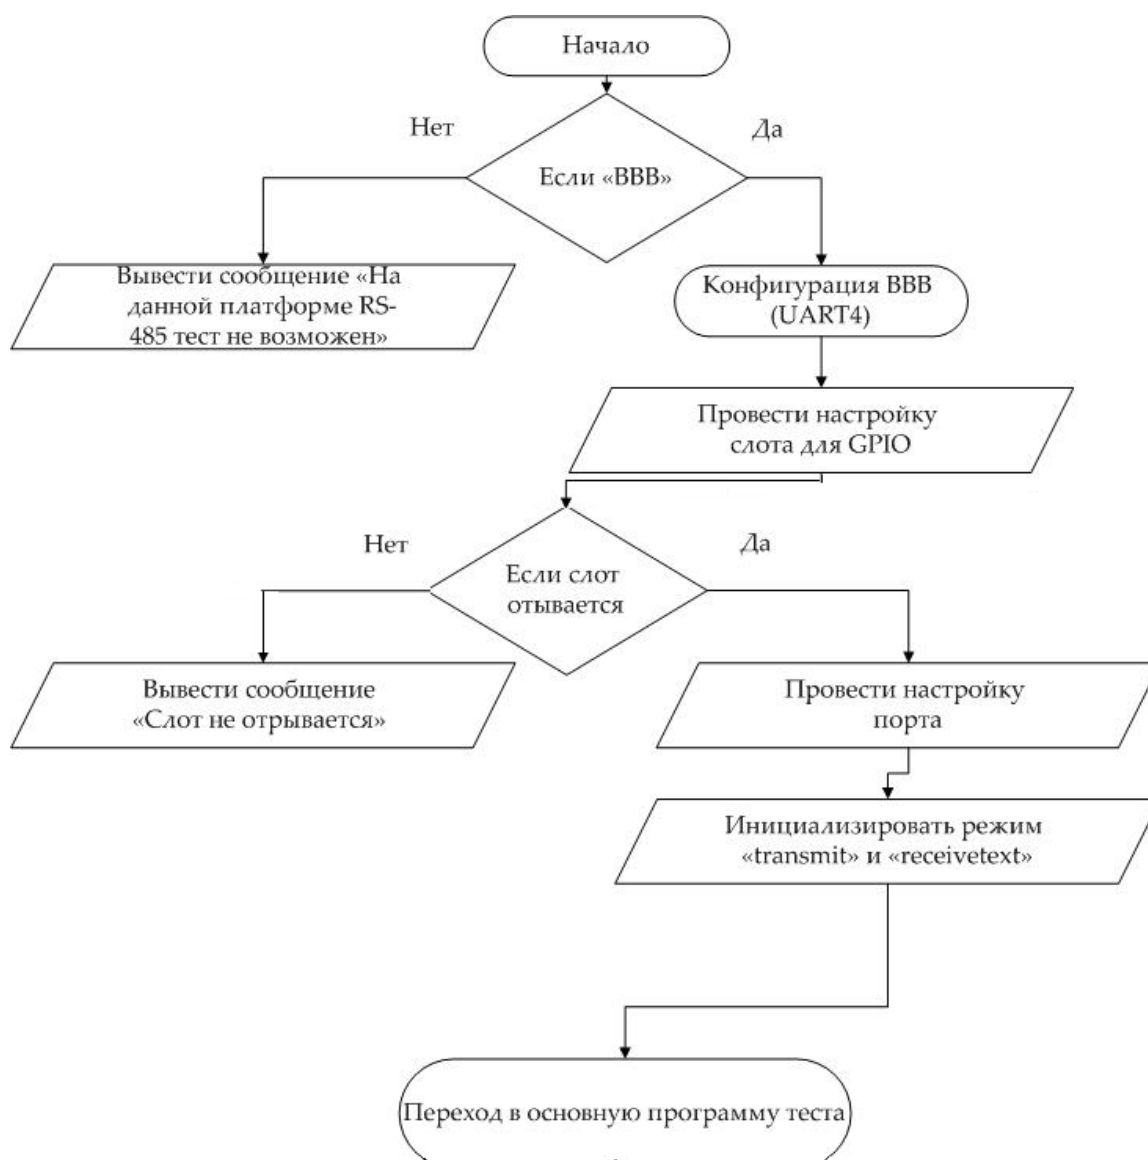 Начало
Нет
Да
Если «BBB»
Вывести сообщение «На
данной платформе RS-
485 тест не возможен»
Конфигурация BBB
(UART4)
Провести настройку
слота для GPIO
Нет
Да
Если слот
отывается
Вывести сообщение
«Слот не отрывается»
Провести настройку
порта
Инициализировать режим
«transmit» и «receivetext»
Переход в основную программу теста